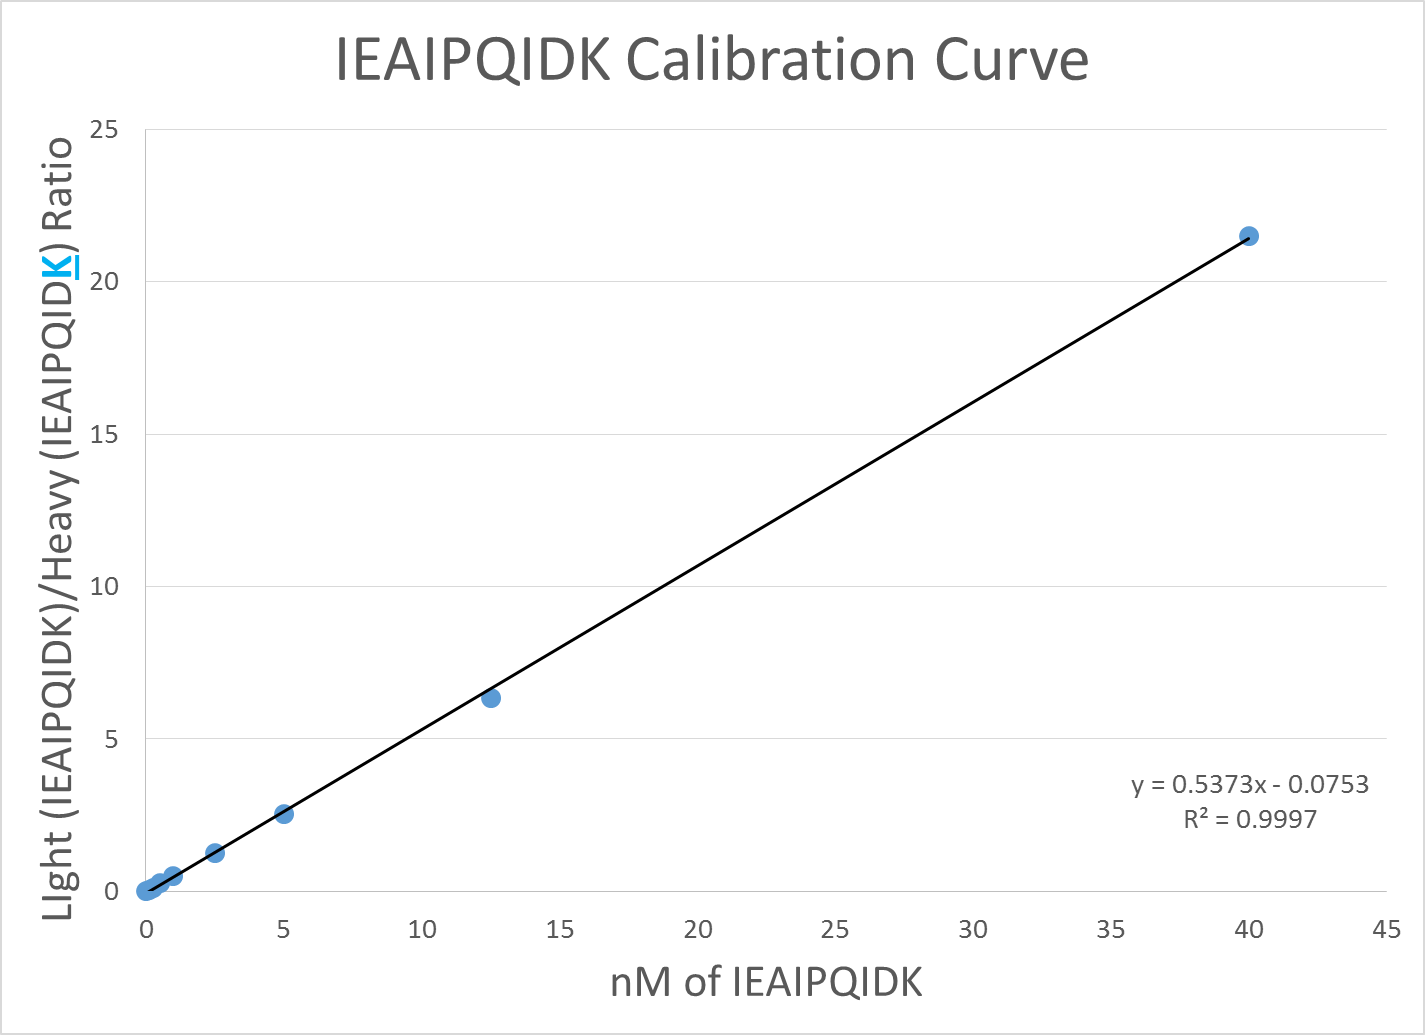 IEAIPQIDK Calibration Curve
LIght (IEAIPQIDK)/Heavy (IEAIPQIDK) Ratio
25
20
15
10
5
0
y = 0.5373x - 0.0753
R² = 0.9997
0 5 10 15 20 25 30 35 40 45
nM of IEAIPQIDK